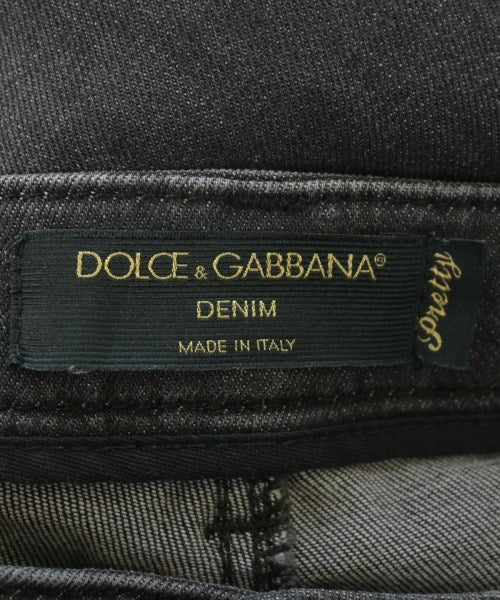 DOLCE & GABBANA®
DENIM
MADE IN ITALY
Pretty